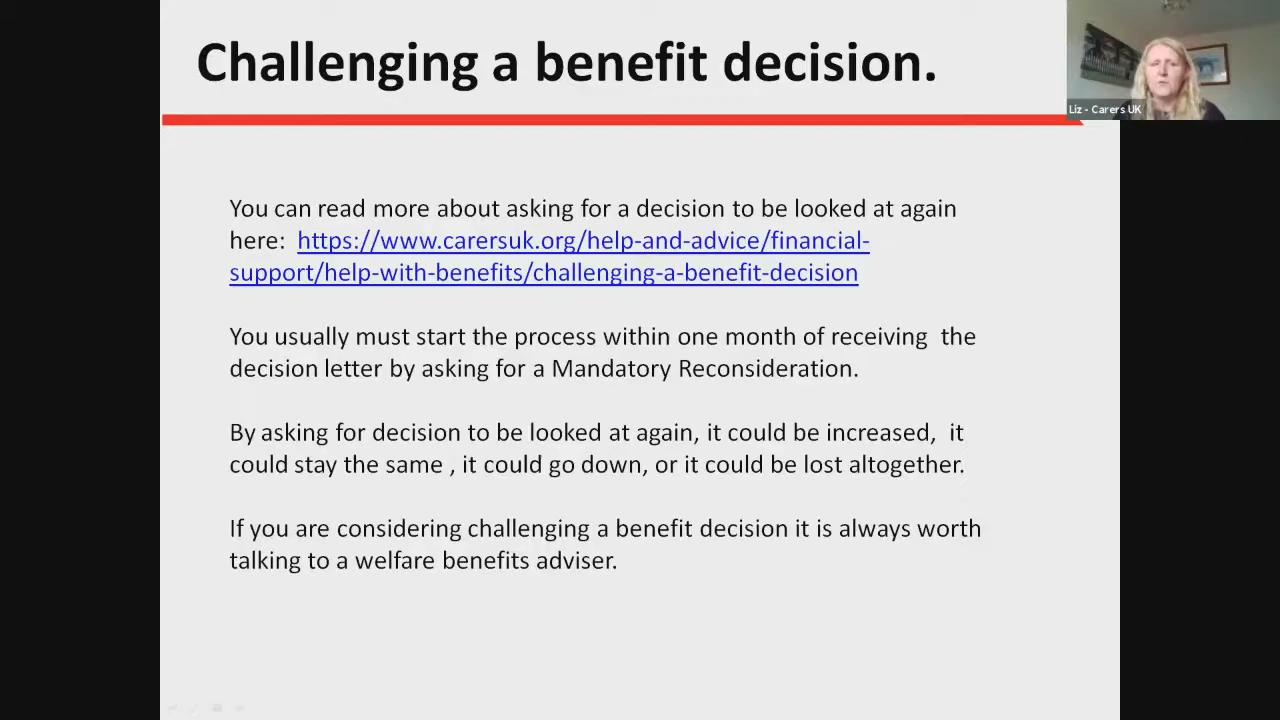 Challenging a benefit decision.
Liz - Carers UK
You can read more about asking for a decision to be looked at again
here:  https://www.carersuk.org/help-and-advice/financial-
support/help-with-benefits/challenging-a-benefit-decision
You usually must start the process within one month of receiving  the
decision letter by asking for a Mandatory Reconsideration.
By asking for decision to be looked at again, it could be increased,  it
could stay the same , it could go down, or it could be lost altogether.
If you are considering challenging a benefit decision it is always worth
talking to a welfare benefits adviser.